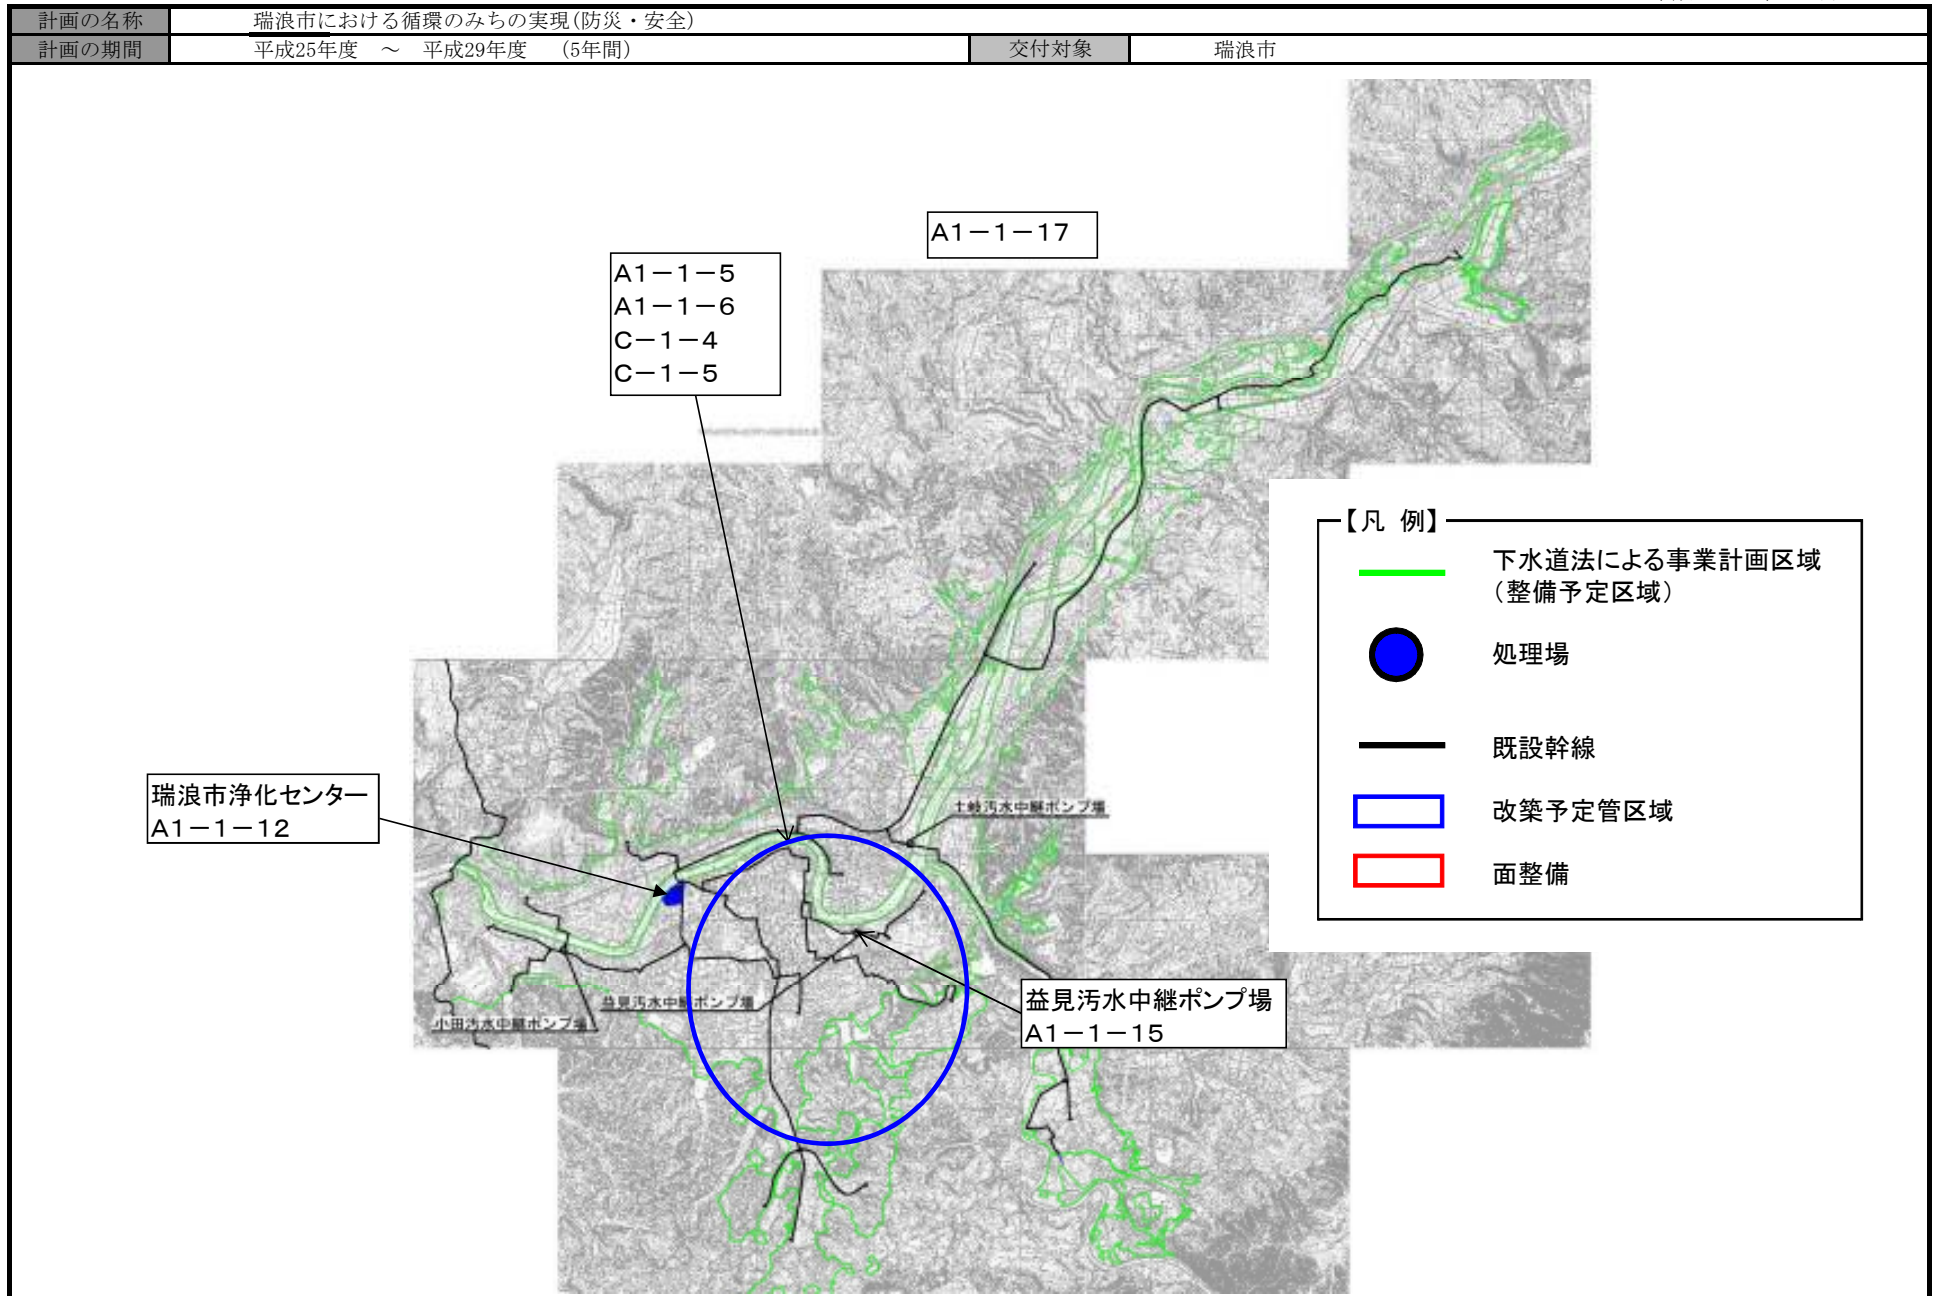 計画の名称
瑞浪市における循環のみちの実現(防災・安全)
計画の期間
平成25年度 ～ 平成29年度 (5年間)
交付対象
瑞浪市
A1－1－17
A1－1－5
A1－1－6
C－1－4
C－1－5
【凡 例】
下水道法による事業計画区域
(整備予定区域)
処理場
既設幹線
改築予定管区域
面整備
瑞浪市浄化センター
A1－1－12
土岐汚水中継ポンプ場
益見汚水中継ポンプ場
小田汚水中継ポンプ場
益見汚水中継ポンプ場
A1－1－15